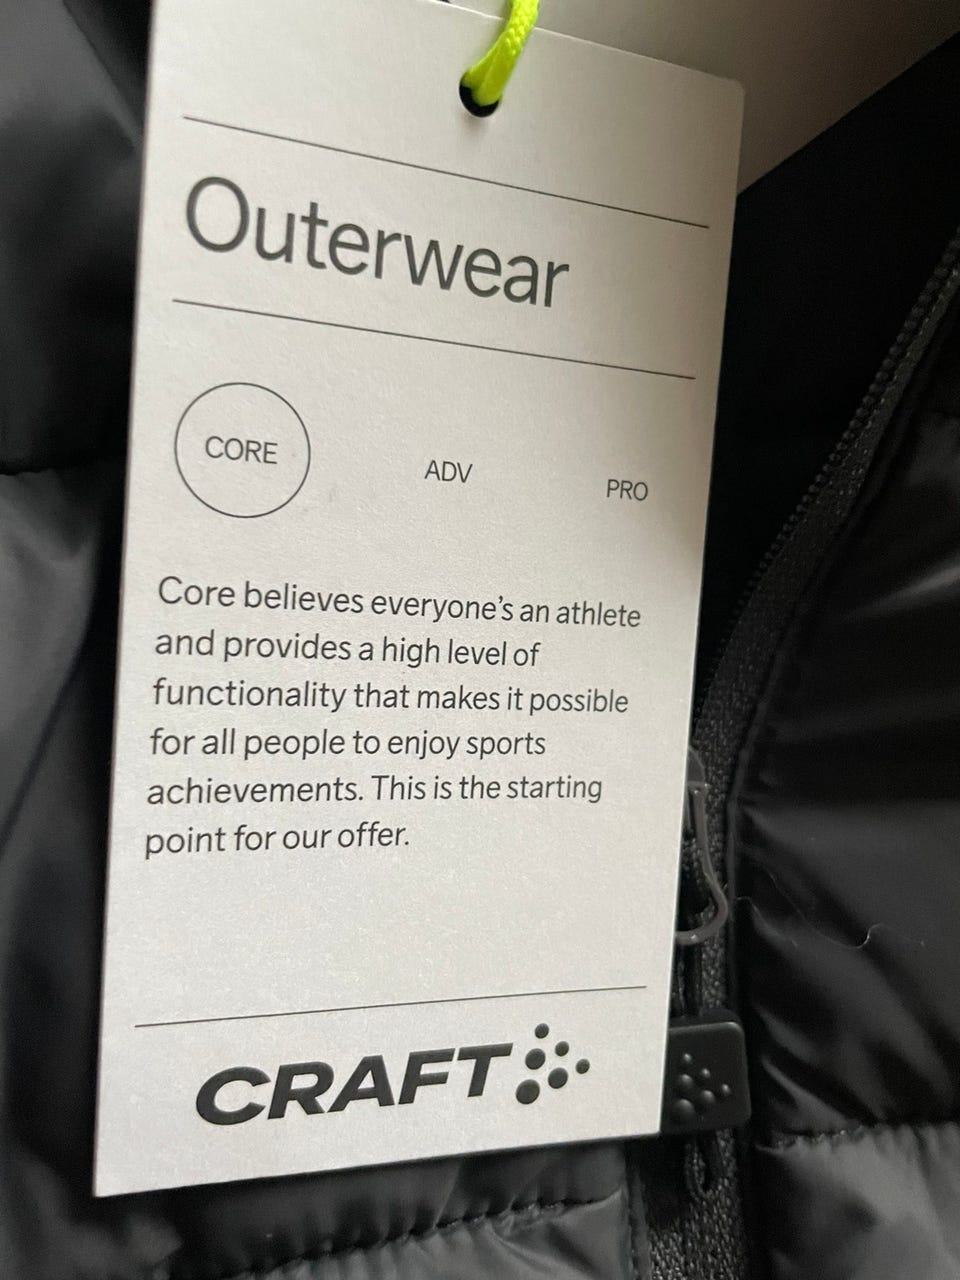 Outerwear
CORE
ADV
PRO
Core believes everyone's an athlete
and provides a high level of
functionality that makes it possible
for all people to enjoy sports
achievements. This is the starting
point for our offer.
CRAFT